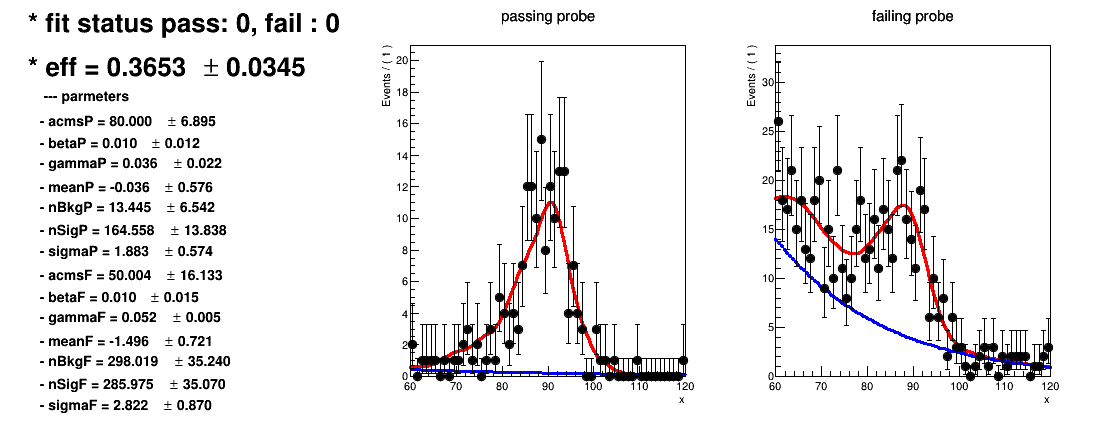 * fit status pass: 0, fail : 0
* eff = 0.3653 ± 0.0345
--- parmeters
- acmsP = 80.000 ± 6.895
- betaP = 0.010 ± 0.012
- gammaP = 0.036 ± 0.022
- meanP = -0.036 ± 0.576
- nBkgP = 13.445 ± 6.542
- nSigP = 164.558 ± 13.838
- sigmaP = 1.883 ± 0.574
- acmsF = 50.004 ± 16.133
- betaF = 0.010 ± 0.015
- gammaF = 0.052 ± 0.005
- meanF = -1.496 ± 0.721
- nBkgF = 298.019 ± 35.240
- nSigF = 285.975 ± 35.070
- sigmaF = 2.822 ± 0.870
passing probe
Events / ( 1 )
20
18
16
14
12
10
8
6
4
2
0
60 70 80 90 100 110 120
x
failing probe
Events / ( 1 )
30
25
20
15
10
5
0
60 70 80 90 100 110 120
x